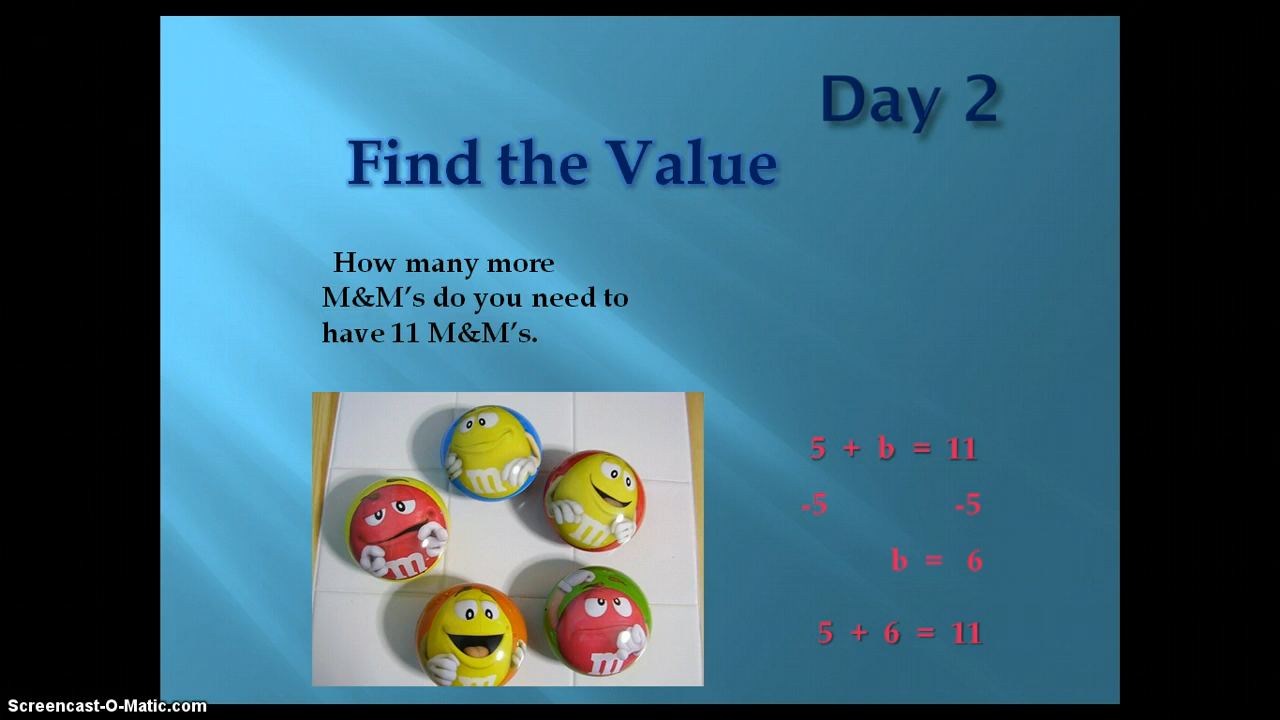 Day 2
Find the Value
How many more
M&M’s do you need to
have 11 M&M’s.
m
m
m
m
m
5 + b = 11
-5 -5
b = 6
5 + 6 = 11
Screencast-O-Matic.com